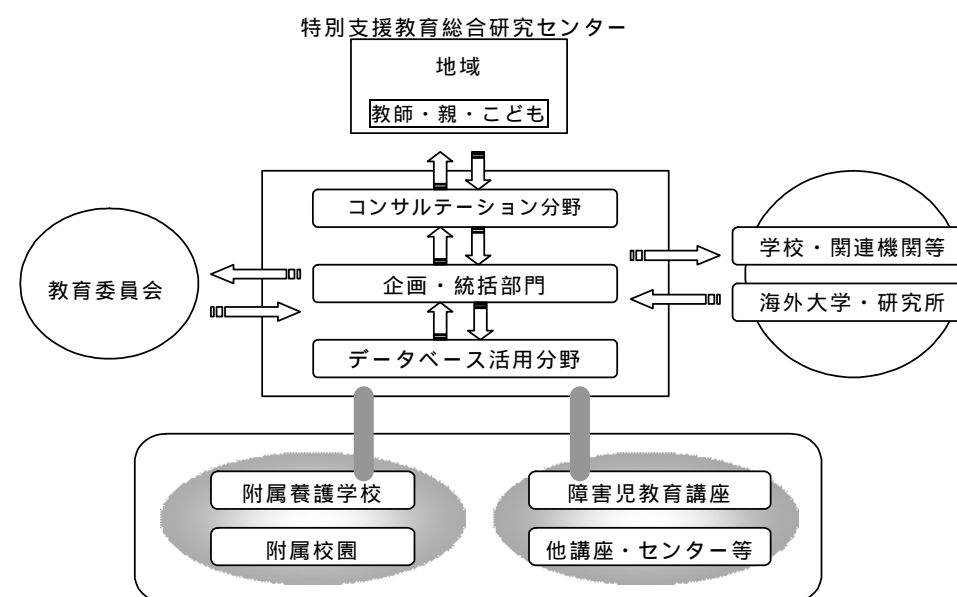 特別支援教育総合研究センター
地域
教師・親・こども
コンサルテーション分野
企画・統括部門
データベース活用分野
教育委員会
学校・関連機関等
海外大学・研究所
附属養護学校
附属校園
障害児教育講座
他講座・センター等